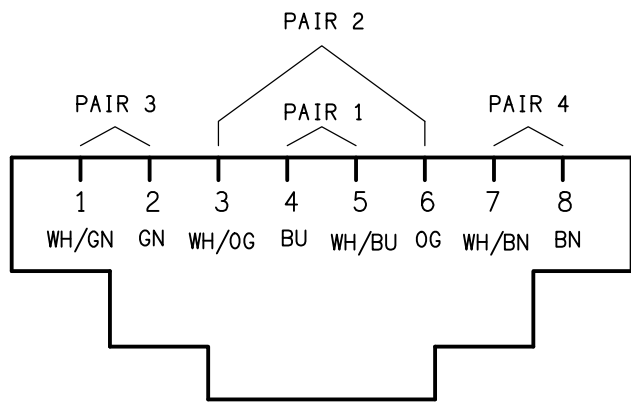 PAIR 2
PAIR 3 PAIR 1 PAIR 4
1 2 3 4 5 6 7 8
WH/GN GN WH/OG BU WH/BU OG WH/BN BN